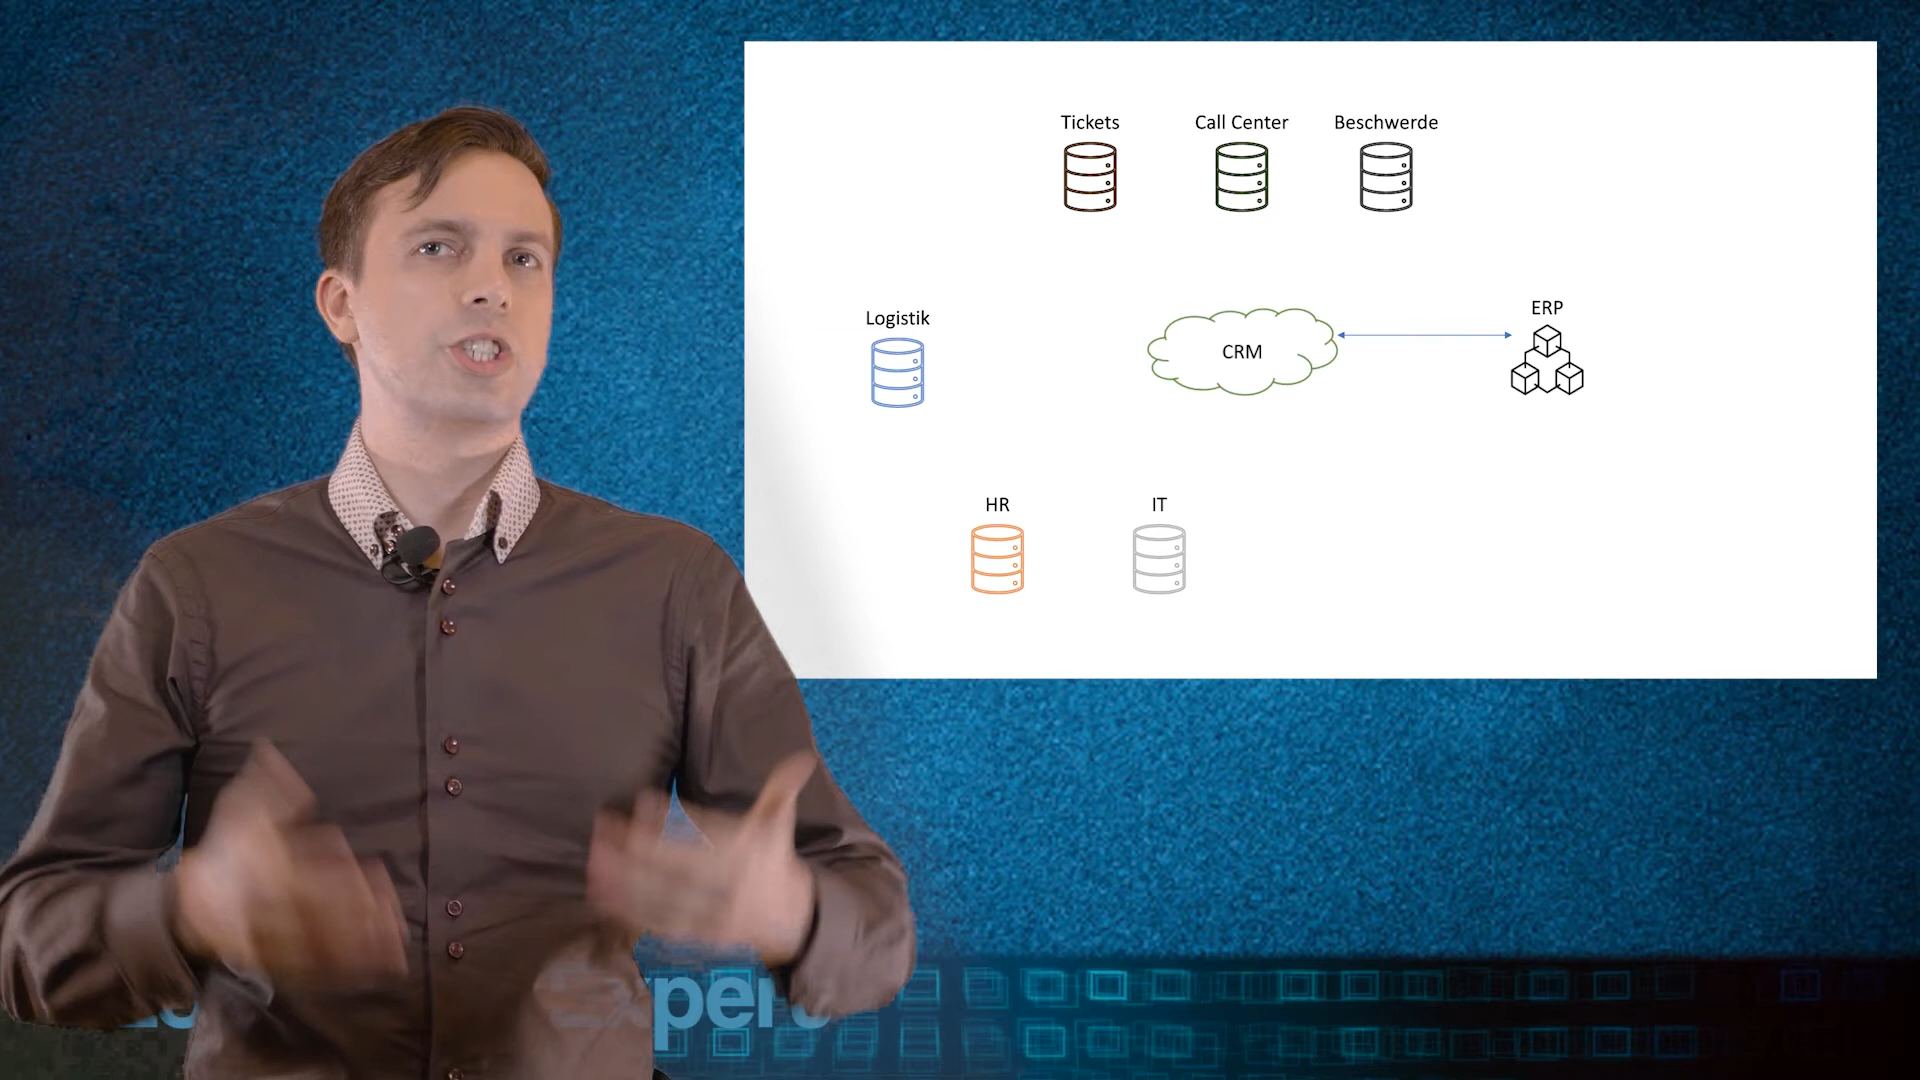 Tickets
Call Center
Beschwerde
Logistik
CRM
ERP
HR
IT